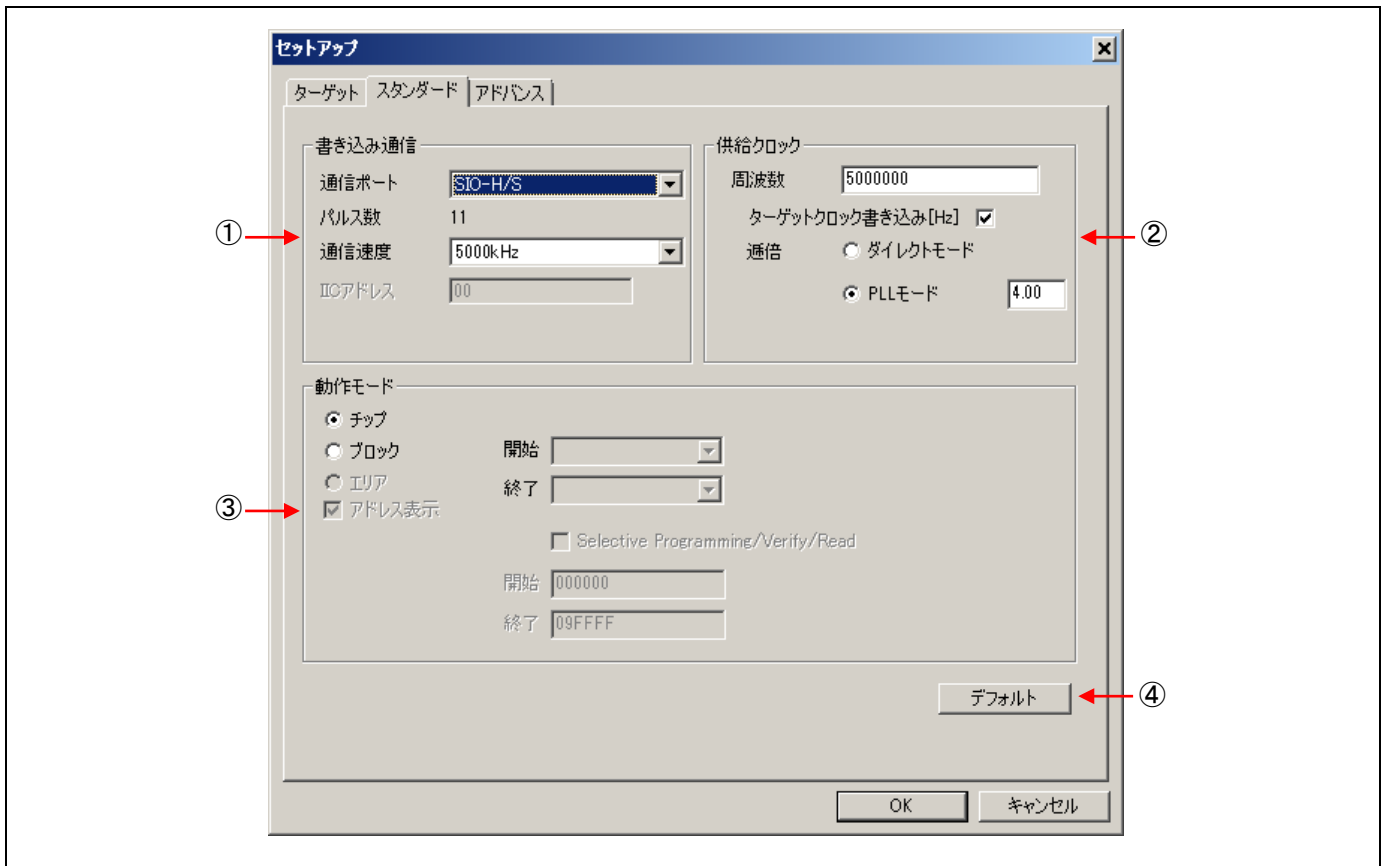 セットアップ
ターゲット スタンダード アドバンス
書き込み通信
通信ポート SIO-H/S
パルス数 11
通信速度 5000kHz
IICアドレス 00
①
供給クロック
周波数 5000000
ターゲットクロック書き込み[Hz]
逓倍 ダイレクトモード
PLLモード 4.00
②
動作モード
チップ
ブロック 開始
エリア 終了
アドレス表示
③
Selective Programming/Verify/Read
開始 000000
終了 09FFFF
デフォルト ④
OK キャンセル